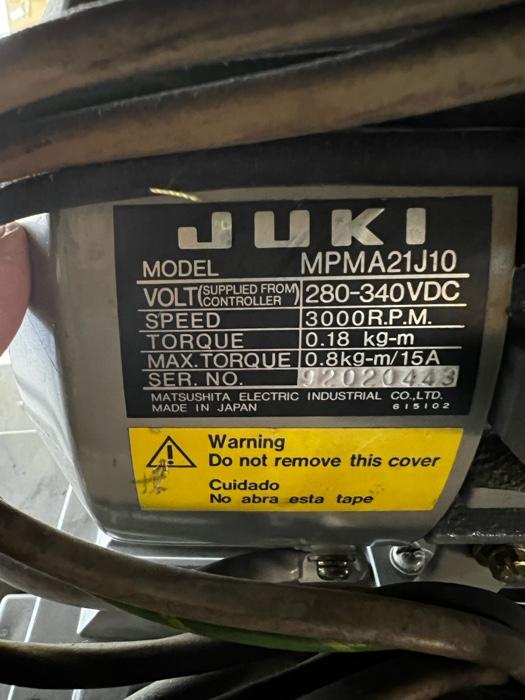 JUKI
MODEL MPMA21J10
VOLT(SUPPLIED FROM CONTROLLER) 280-340VDC
SPEED 3000R.P.M.
TORQUE 0.18 kg-m
MAX.TORQUE 0.8kg-m/15A
SER. NO. 92020443
MATSUSHITA ELECTRIC INDUSTRIAL CO.,LTD.
MADE IN JAPAN 615102
Warning
Do not remove this cover
Cuidado
No abra esta tape